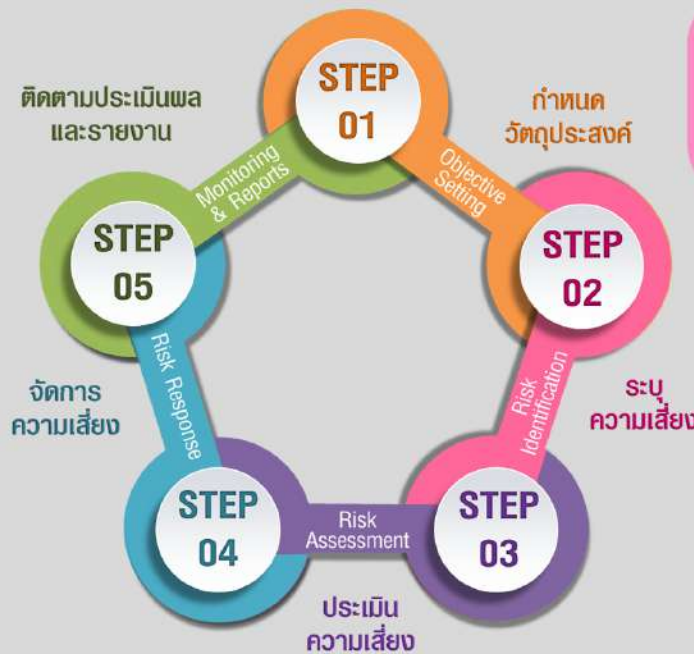 STEP
01
กำหนด
วัตถุประสงค์
Objective
Setting
STEP
02
ระบุ
ความเสี่ยง
Risk
Identification
STEP
03
ประเมิน
ความเสี่ยง
Risk
Assessment
STEP
04
จัดการ
ความเสี่ยง
Risk Response
STEP
05
ติดตามประเมินผล
และรายงาน
Monitoring
& Reports